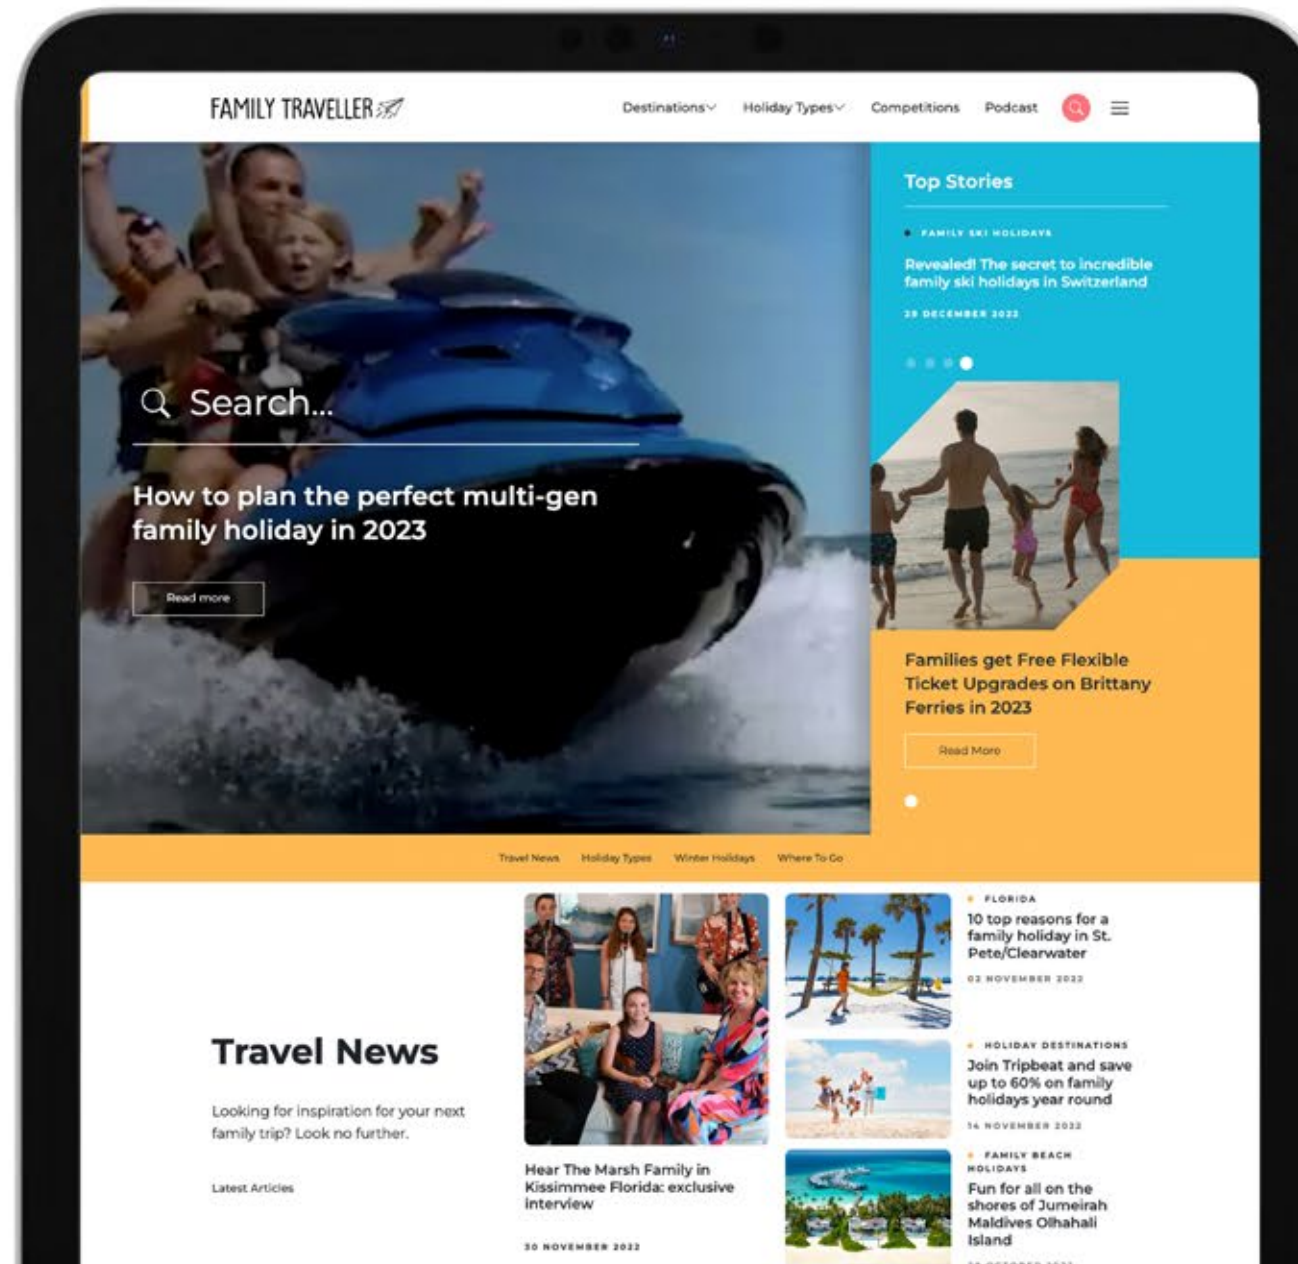 FAMILY TRAVELLER
Destinations
Holiday Types
Competitions
Podcast
Search...
How to plan the perfect multi-gen
family holiday in 2023
Read more
Top Stories
FAMILY SKI HOLIDAYS
Revealed! The secret to incredible
family ski holidays in Switzerland
29 DECEMBER 2022
Families get Free Flexible
Ticket Upgrades on Brittany
Ferries in 2023
Read More
Travel News
Holiday Types
Winter Holidays
Where To Go
Travel News
Looking for inspiration for your next
family trip? Look no further.
Latest Articles
Hear The Marsh Family in
Kissimmee Florida: exclusive
interview
30 NOVEMBER 2022
FLORIDA
10 top reasons for a
family holiday in St.
Pete/Clearwater
02 NOVEMBER 2022
HOLIDAY DESTINATIONS
Join Tripbeat and save
up to 60% on family
holidays year round
14 NOVEMBER 2022
FAMILY BEACH
HOLIDAYS
Fun for all on the
shores of Jumeirah
Maldives Olhahali
Island